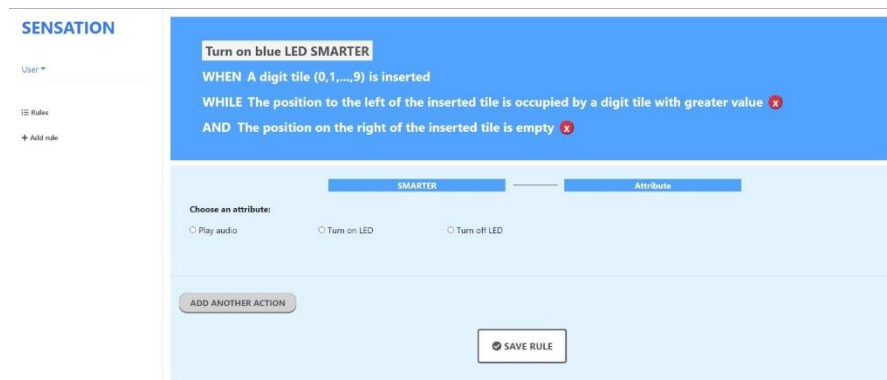 SENSATION
User
Rules
+ Add rule
Turn on blue LED SMARTER
WHEN A digit tile (0,1,...,9) is inserted
WHILE The position to the left of the inserted tile is occupied by a digit tile with greater value x
AND The position on the right of the inserted tile is empty x
SMARTER Attribute
Choose an attribute:
Play audio Turn on LED Turn off LED
ADD ANOTHER ACTION
SAVE RULE